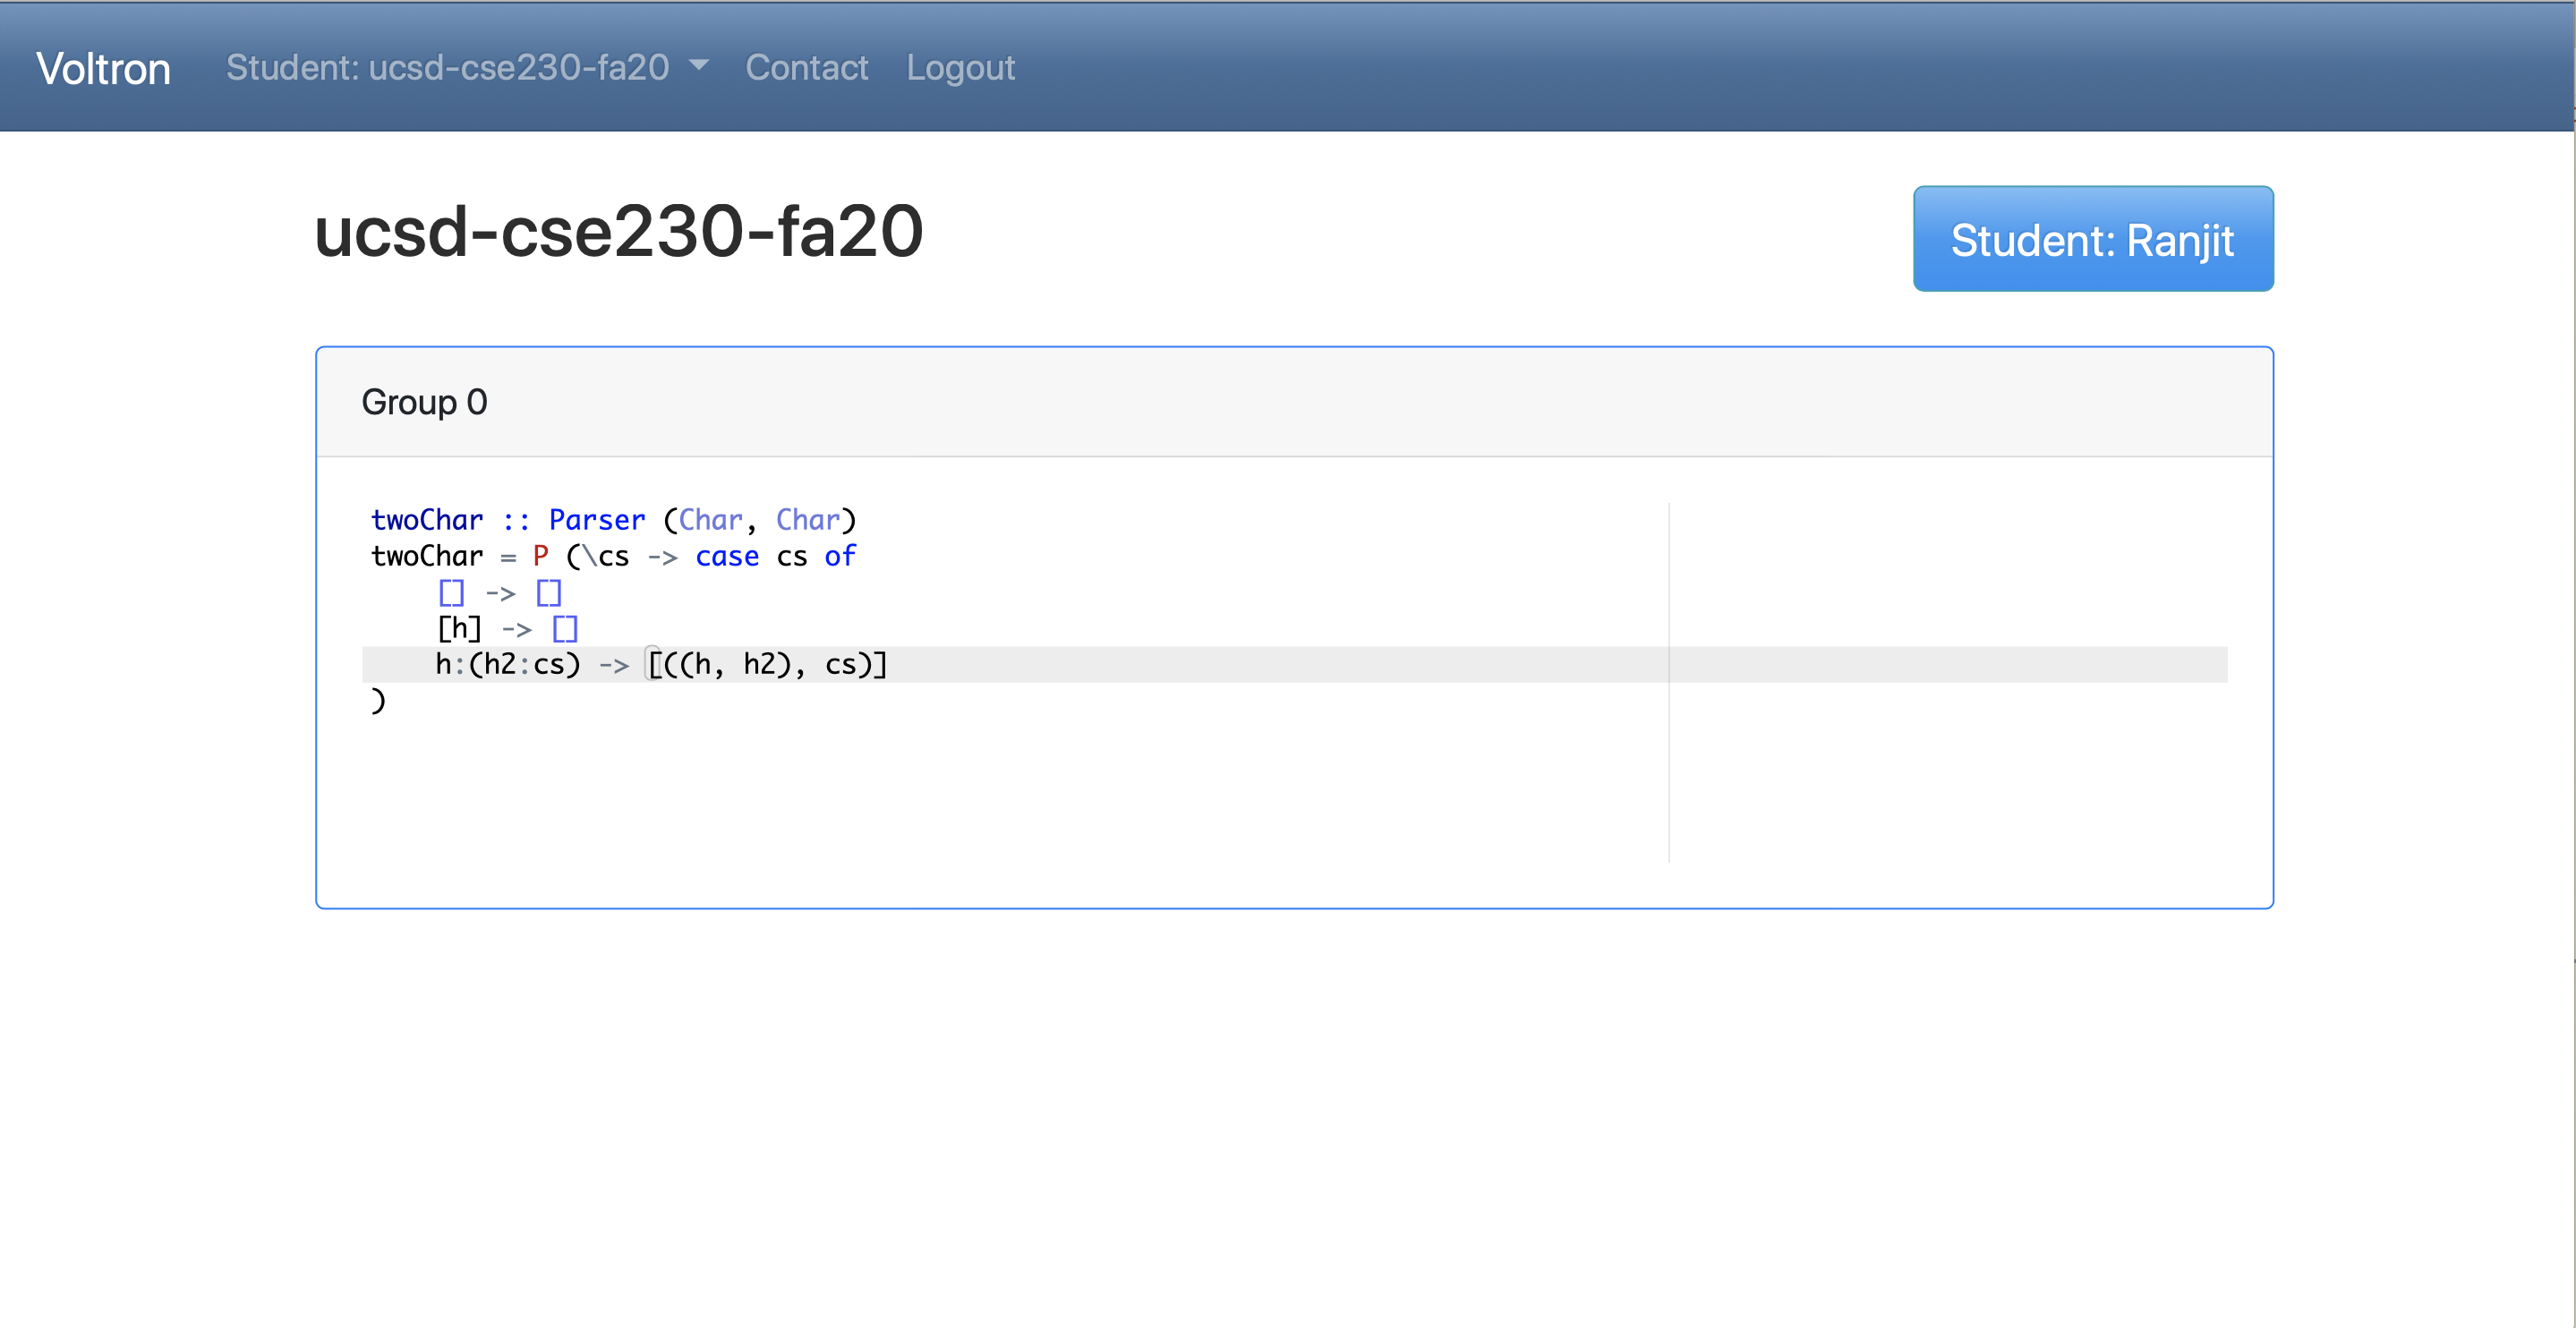 Voltron Student: ucsd-cse230-fa20 Contact Logout
ucsd-cse230-fa20
Student: Ranjit
Group 0
twoChar :: Parser (Char, Char)
twoChar = P (\cs -> case cs of
    [] -> []
    [h] -> []
    h:(h2:cs) -> [((h, h2), cs)]
)